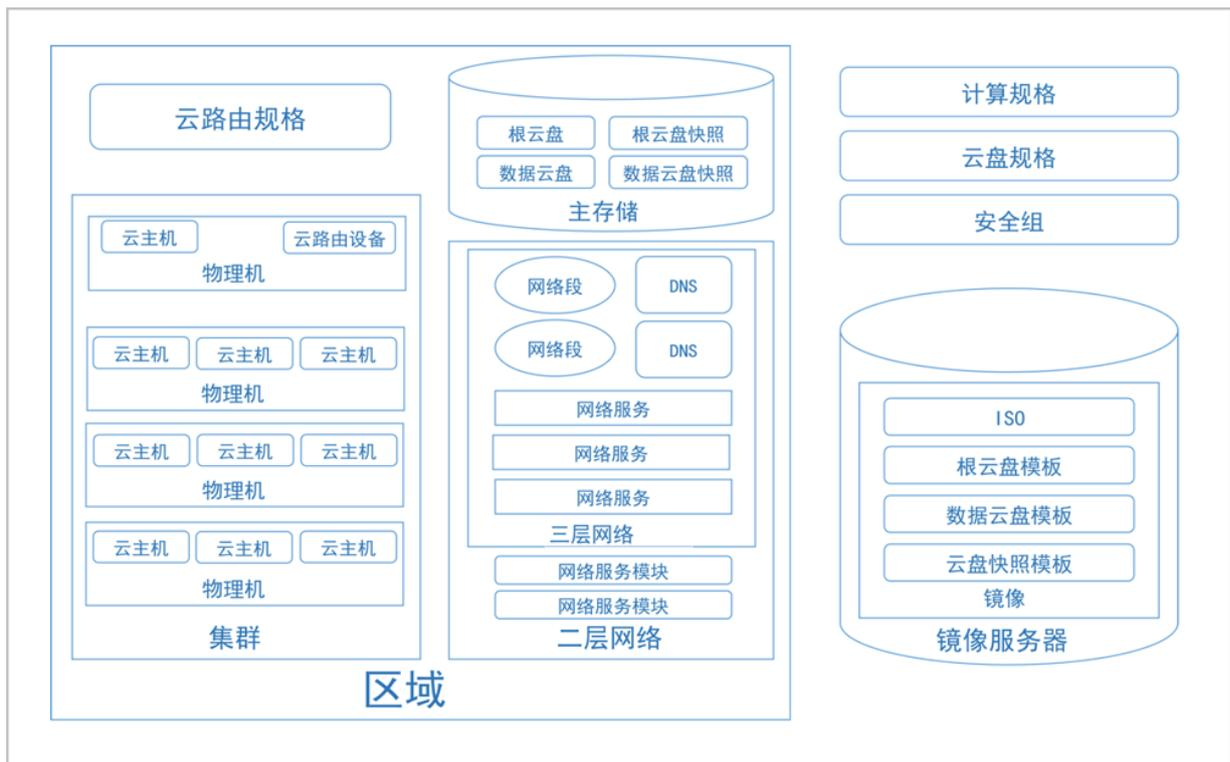 云路由规格
根云盘
根云盘快照
数据云盘
数据云盘快照
主存储
云主机
云路由设备
物理机
云主机
云主机
云主机
物理机
云主机
云主机
云主机
物理机
云主机
云主机
云主机
物理机
集群
网络段
DNS
网络段
DNS
网络服务
网络服务
网络服务
三层网络
网络服务模块
网络服务模块
二层网络
区域
计算规格
云盘规格
安全组
ISO
根云盘模板
数据云盘模板
云盘快照模板
镜像
镜像服务器